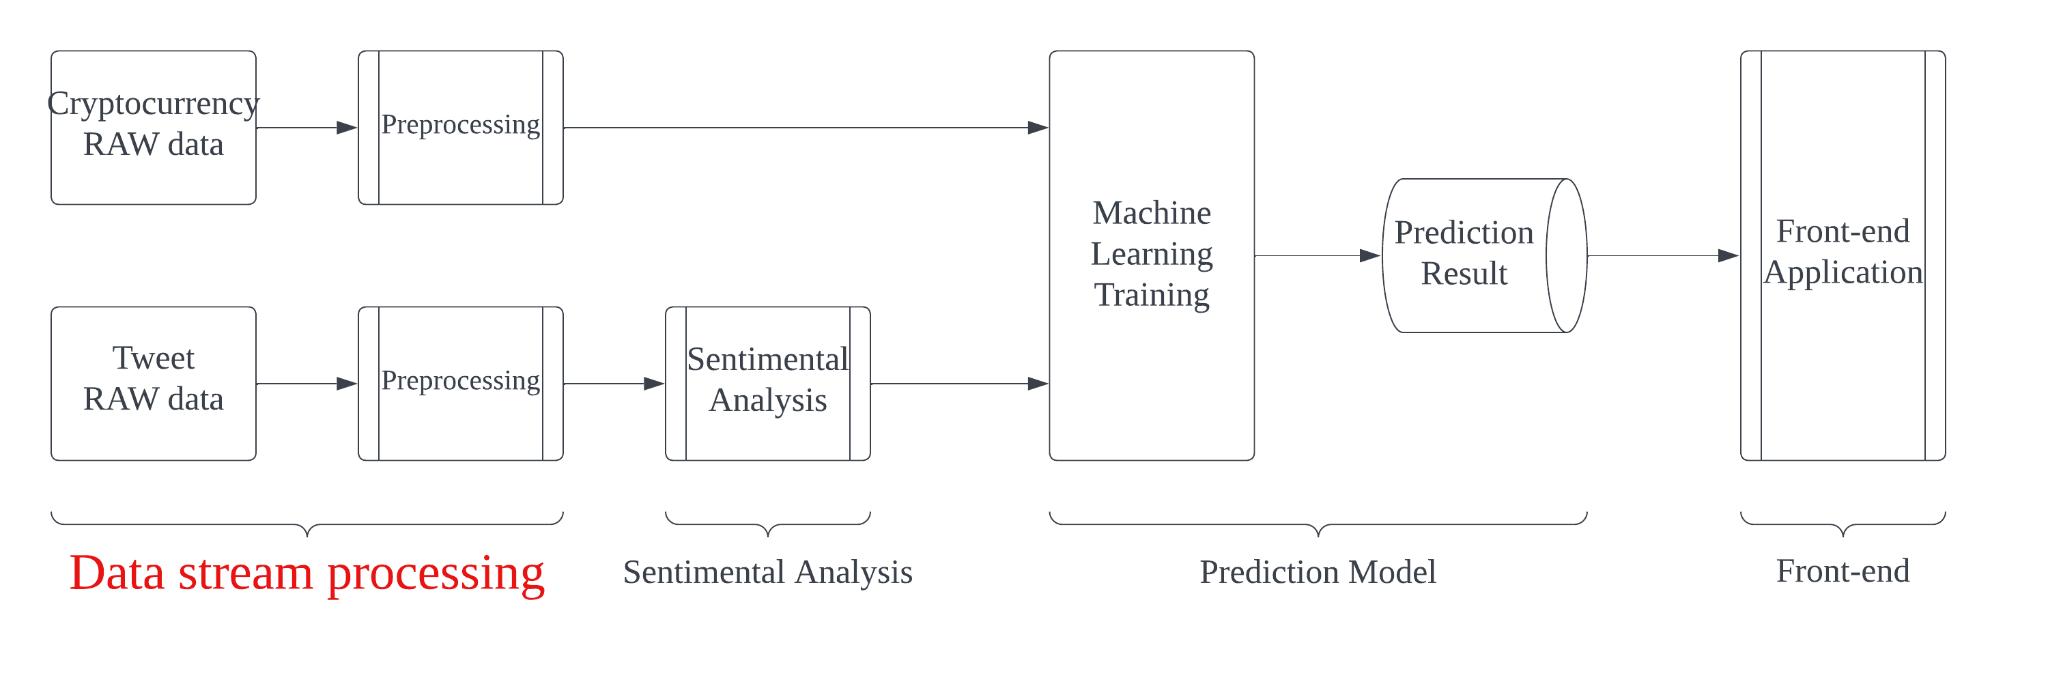 Cryptocurrency
RAW data
Preprocessing
Machine
Learning
Training
Prediction
Result
Front-end
Application
Tweet
RAW data
Preprocessing
Sentimental
Analysis
Data stream processing
Sentimental Analysis
Prediction Model
Front-end